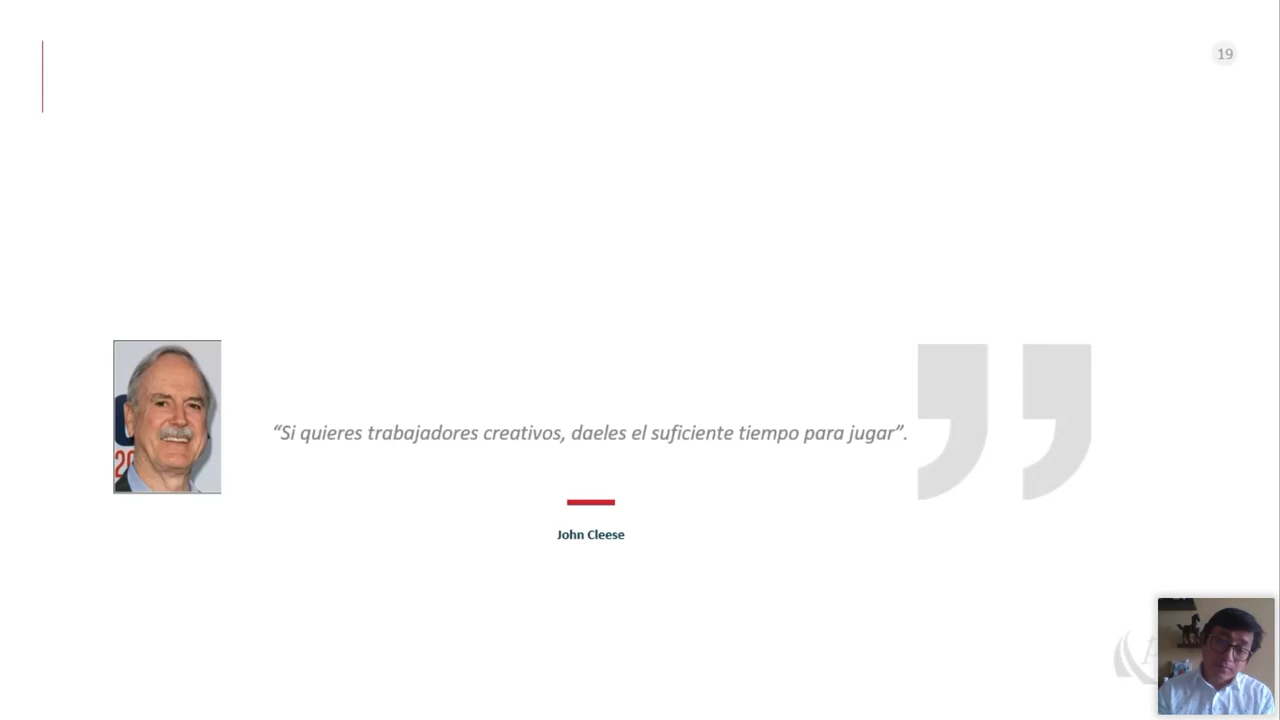 19
“Si quieres trabajadores creativos, daeles el suficiente tiempo para jugar”.
John Cleese